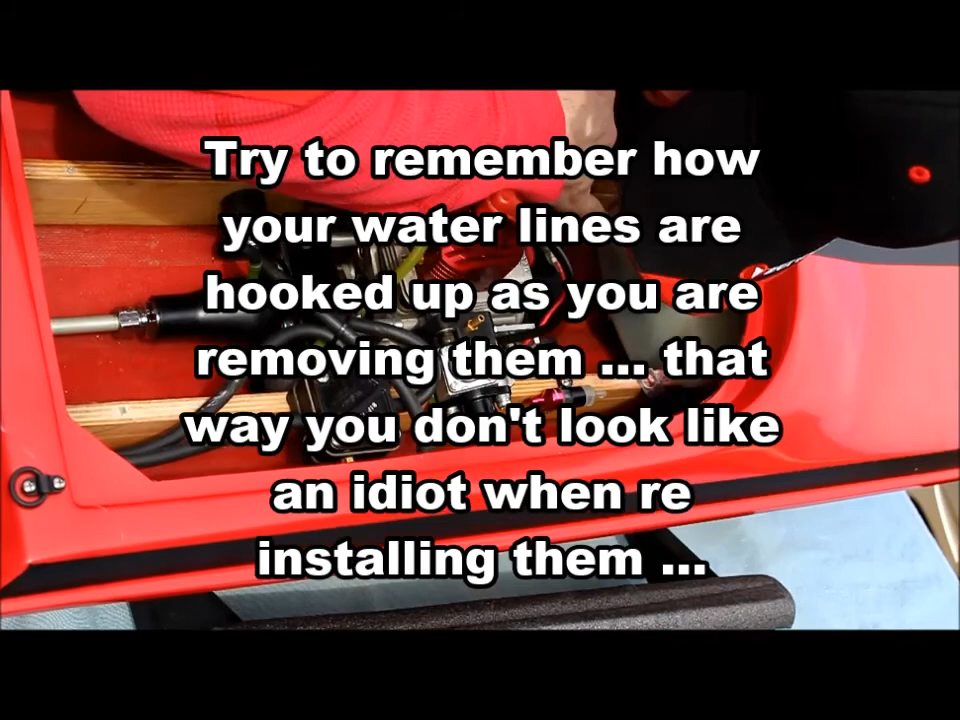 Try to remember how
your water lines are
hooked up as you are
removing them ... that
way you don't look like
an idiot when re
installing them ...